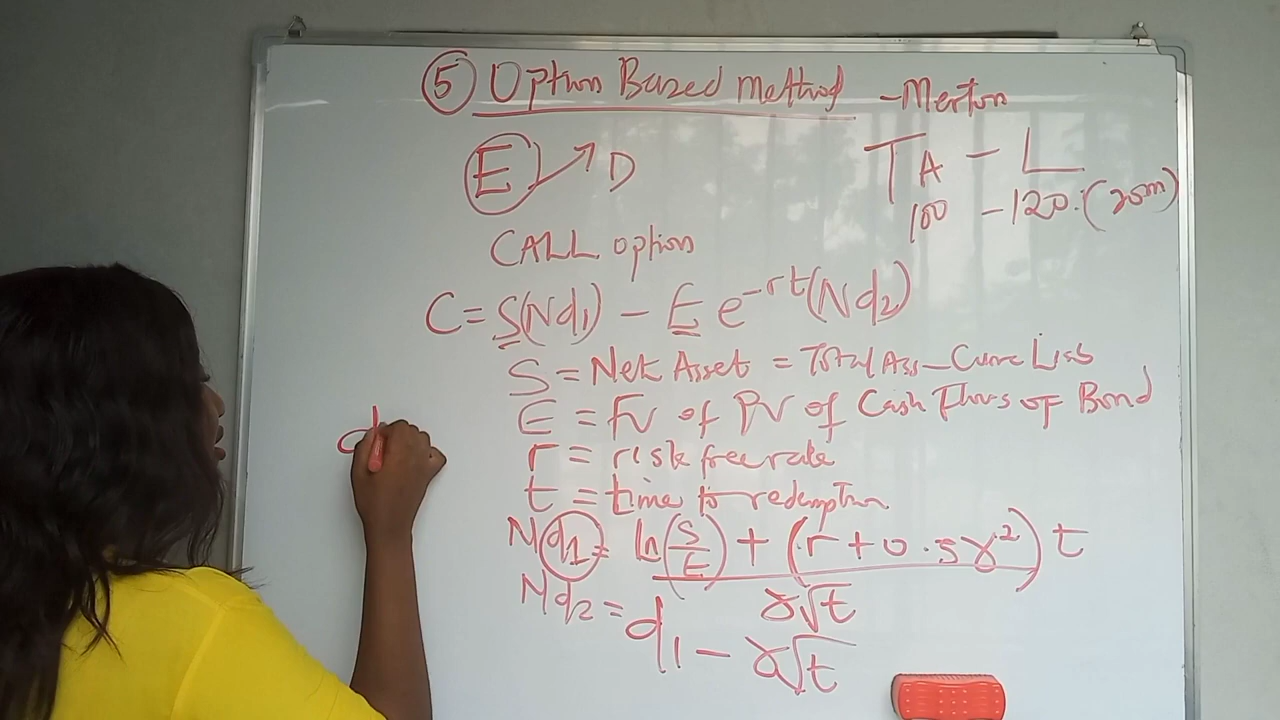 ⑤ Option Based Method - Merton
E → D
TA - L
100 - 120 : (20m)
CALL option
C = S(Nd₁) - E e^-rt (Nd₂)
S = Net Asset = Total Ass - Curre Liab
E = FV of PV of Cash Flows of Bond
r = risk free rate
t = time to redemption
Nd1 = ln(S/E) + (r + 0.5γ²) t
γ√t
Nd2 = d1 - γ√t
d